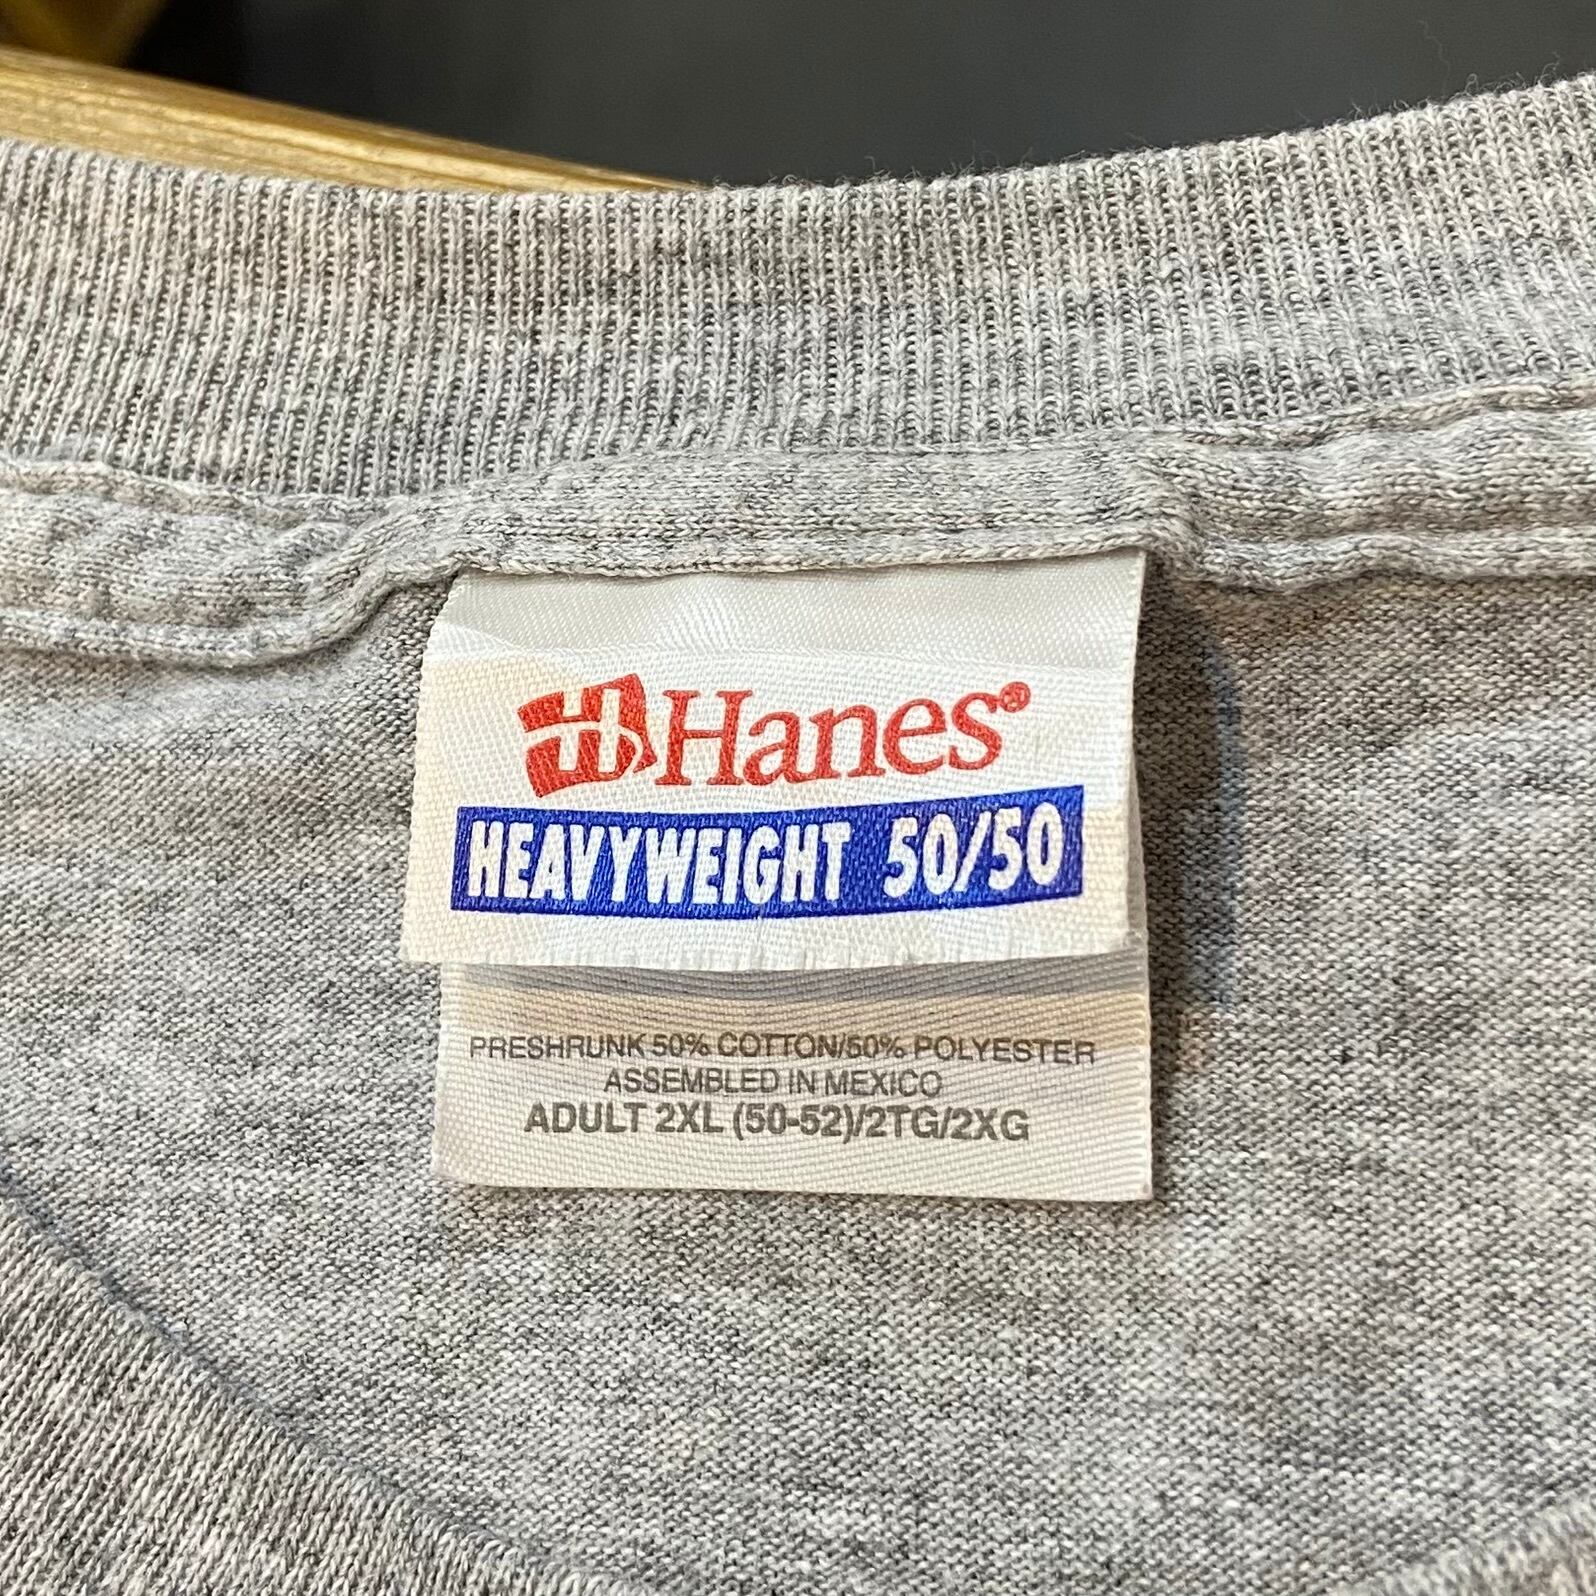 Hanes®
HEAVYWEIGHT 50/50
PRESHRUNK 50% COTTON/50% POLYESTER
ASSEMBLED IN MEXICO
ADULT 2XL (50-52)/2TG/2XG